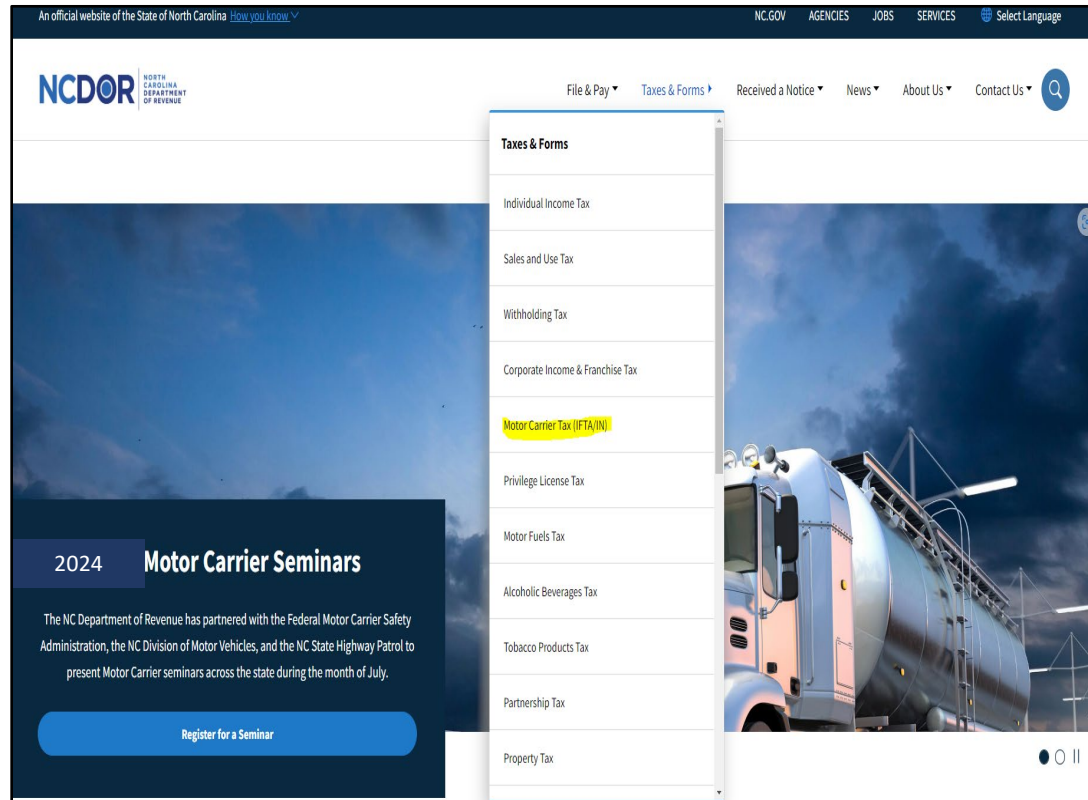 An official website of the State of North Carolina How you know
NC.GOV AGENCIES JOBS SERVICES Select Language
NCDOR NORTH
CAROLINA
DEPARTMENT
OF REVENUE
File & Pay Taxes & Forms Received a Notice News About Us Contact Us
Taxes & Forms
Individual Income Tax
Sales and Use Tax
Withholding Tax
Corporate Income & Franchise Tax
Motor Carrier Tax (IFTA/IN)
Privilege License Tax
Motor Fuels Tax
Alcoholic Beverages Tax
Tobacco Products Tax
Partnership Tax
Property Tax
2024 Motor Carrier Seminars
The NC Department of Revenue has partnered with the Federal Motor Carrier Safety
Administration, the NC Division of Motor Vehicles, and the NC State Highway Patrol to
present Motor Carrier seminars across the state during the month of July.
Register for a Seminar